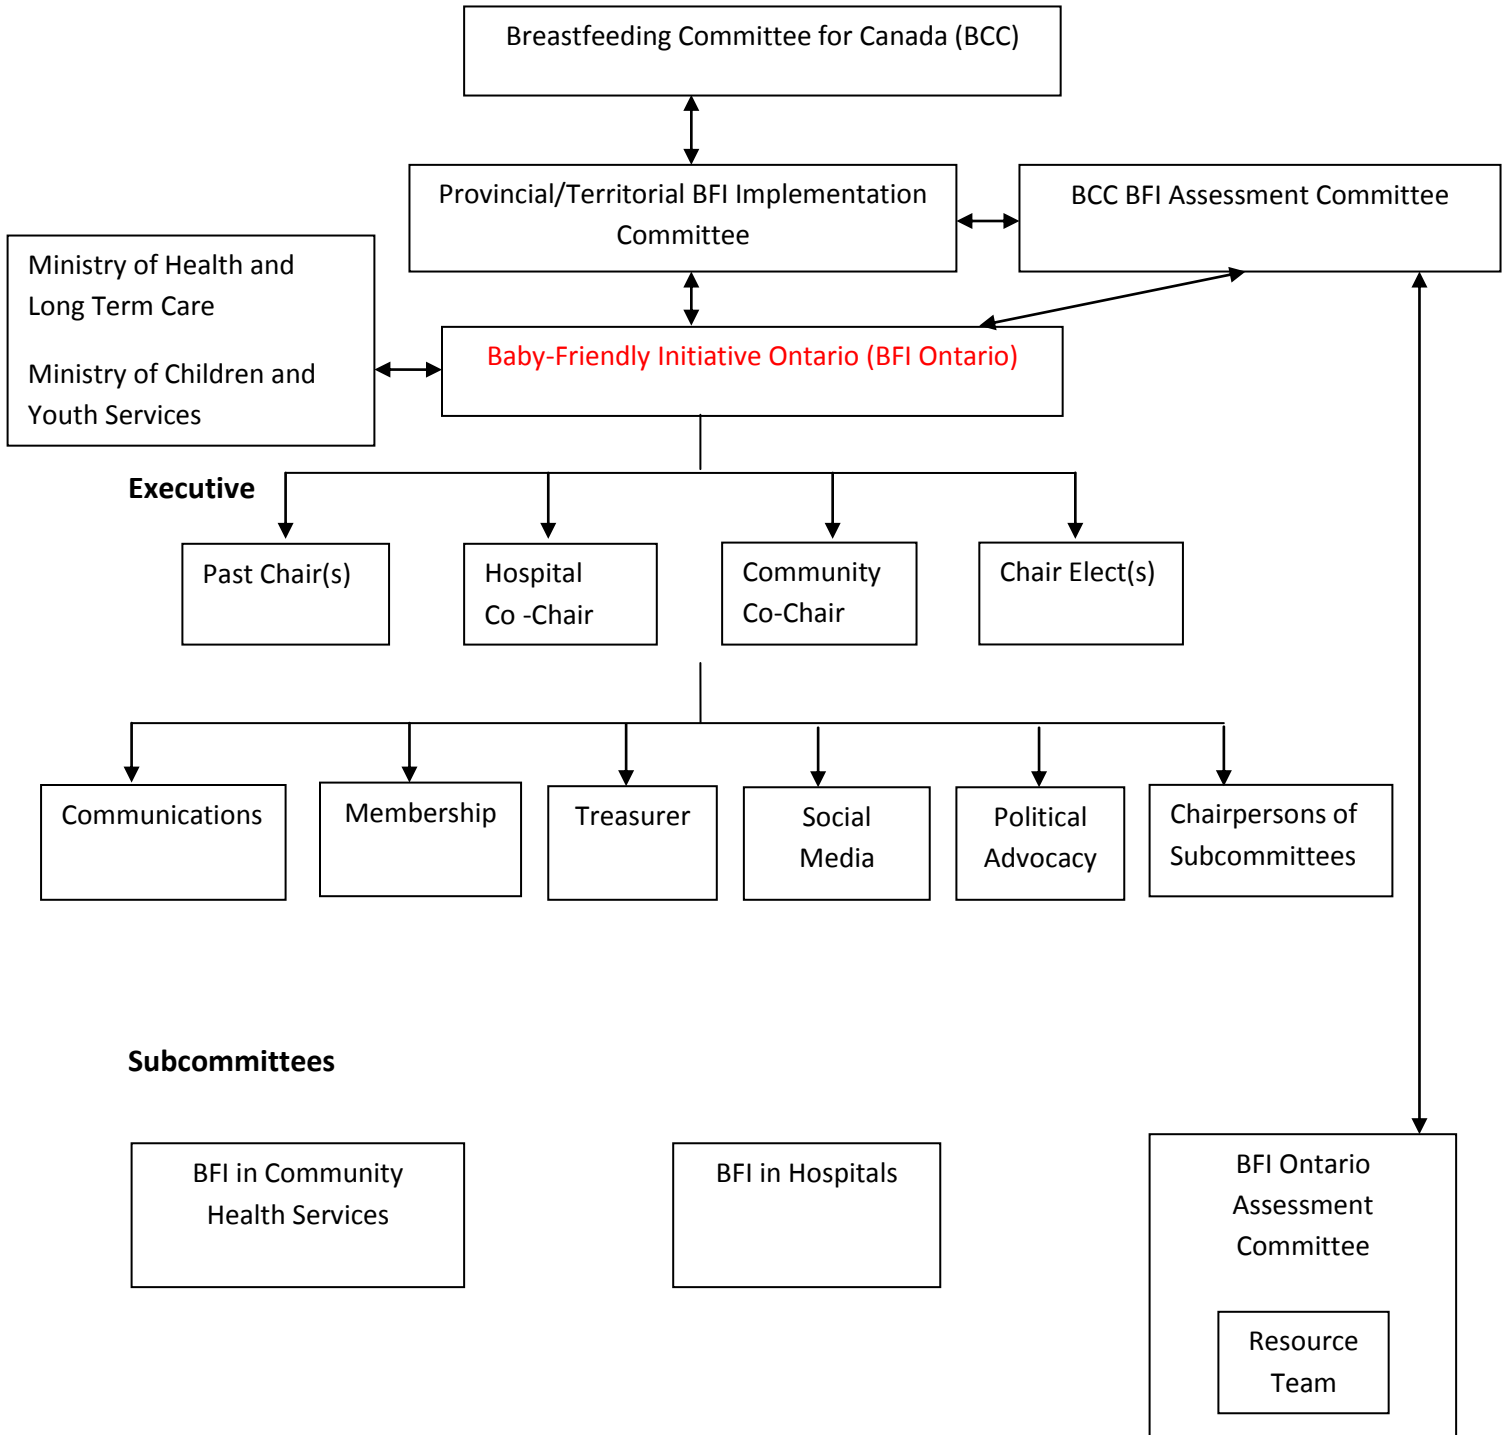 Breastfeeding Committee for Canada (BCC)
Provincial/Territorial BFI Implementation
Committee
BCC BFI Assessment Committee
Ministry of Health and
Long Term Care
Ministry of Children and
Youth Services
Baby-Friendly Initiative Ontario (BFI Ontario)
Executive
Past Chair(s)
Hospital
Co -Chair
Community
Co-Chair
Chair Elect(s)
Communications
Membership
Treasurer
Social
Media
Political
Advocacy
Chairpersons of
Subcommittees
Subcommittees
BFI in Community
Health Services
BFI in Hospitals
BFI Ontario
Assessment
Committee
Resource
Team